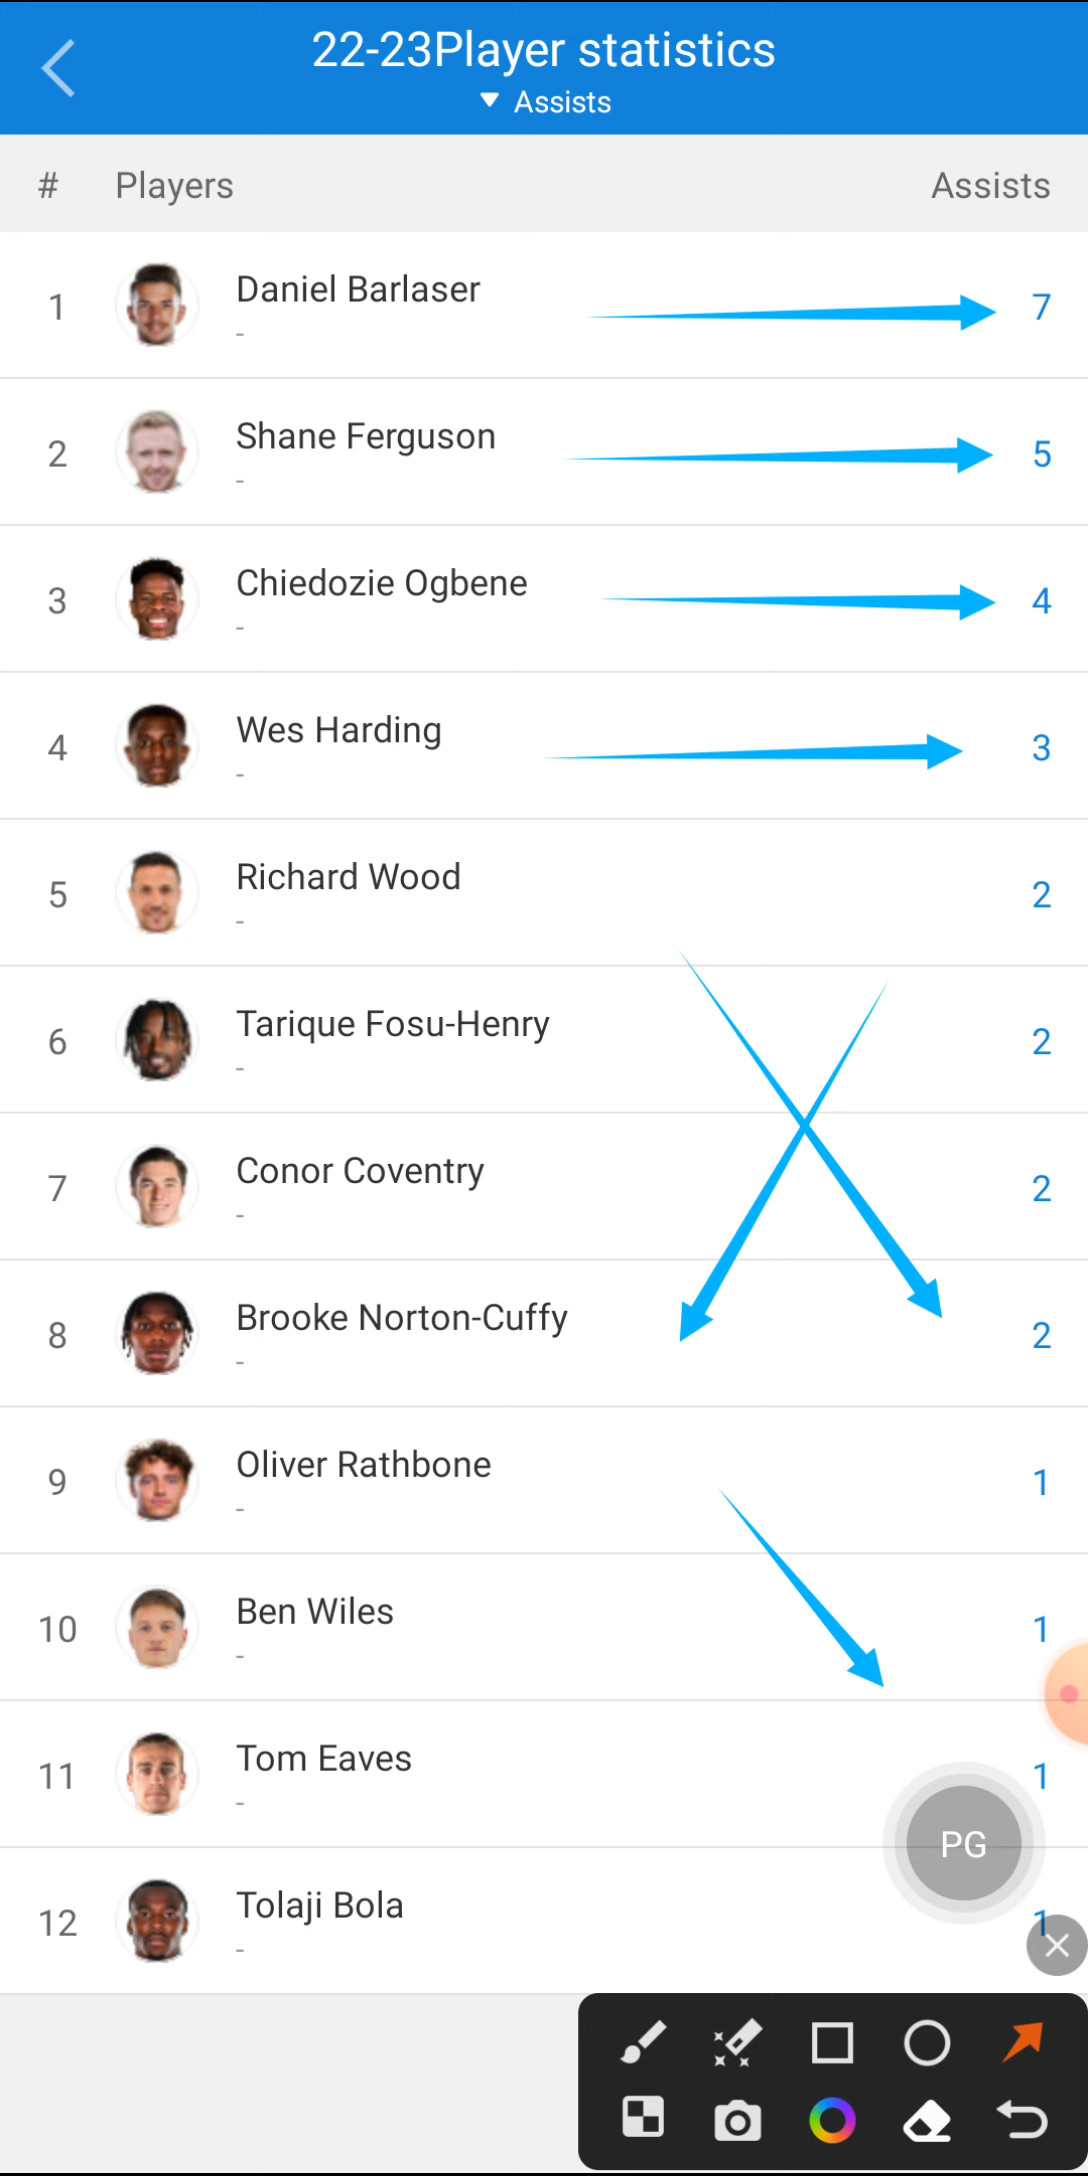 22-23Player statistics
▼ Assists
# Players Assists
1 Daniel Barlaser 7
-
2 Shane Ferguson 5
-
3 Chiedozie Ogbene 4
-
4 Wes Harding 3
-
5 Richard Wood 2
-
6 Tarique Fosu-Henry 2
-
7 Conor Coventry 2
-
8 Brooke Norton-Cuffy 2
-
9 Oliver Rathbone 1
-
10 Ben Wiles 1
-
11 Tom Eaves 1
-
PG
12 Tolaji Bola 1
-